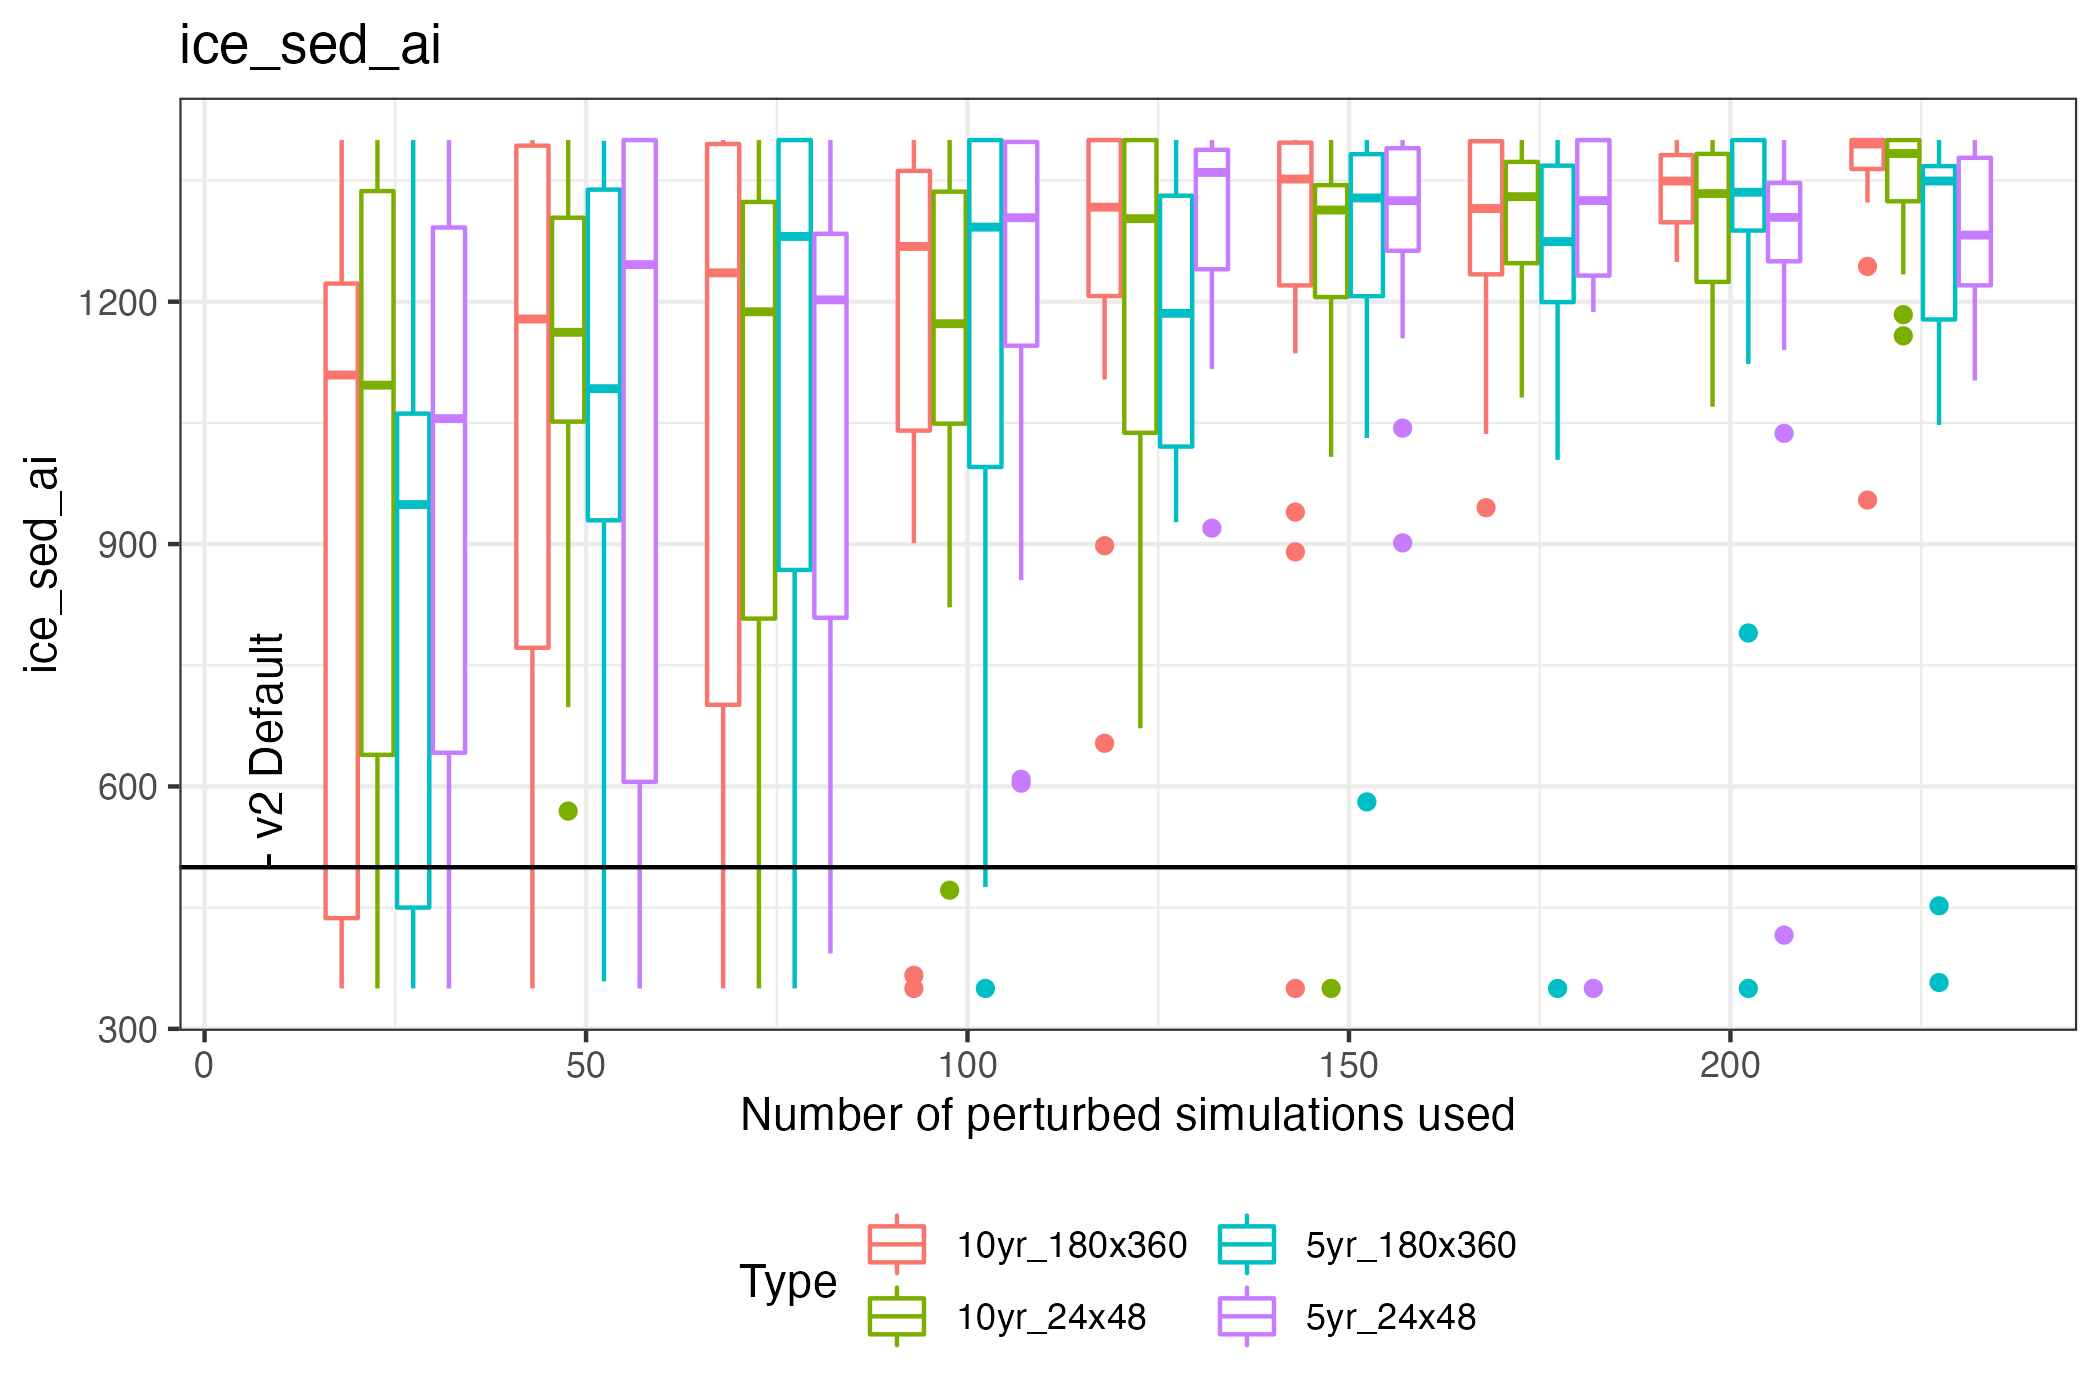 ice_sed_ai
ice_sed_ai
1200
900
600
300
- v2 Default
0
50
100
150
200
Number of perturbed simulations used
Type
10yr_180x360
5yr_180x360
10yr_24x48
5yr_24x48